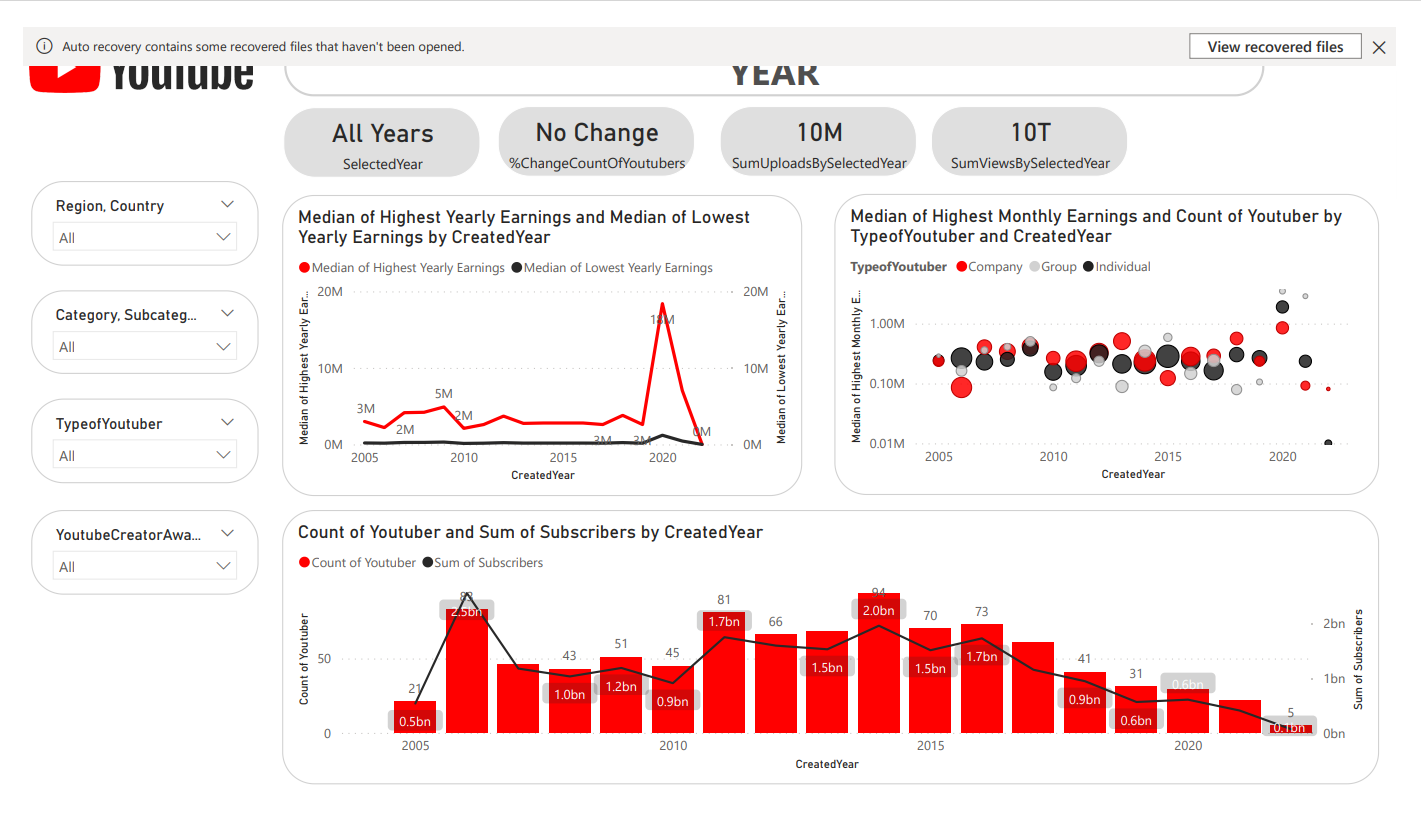 Auto recovery contains some recovered files that haven't been opened.
View recovered files
YouTube
YEAR
All Years
SelectedYear
No Change
%ChangeCountOfYoutubers
10M
SumUploadsBySelectedYear
10T
SumViewsBySelectedYear
Region, Country
All
Category, Subcateg...
All
TypeofYoutuber
All
YoutubeCreatorAwa...
All
Median of Highest Yearly Earnings and Median of Lowest
Yearly Earnings by CreatedYear
Median of Highest Yearly Earnings Median of Lowest Yearly Earnings
Median of Highest Yearly Ear...
20M
10M
0M
3M
2M
5M
2M
3M
3M
18M
0M
20M
10M
0M
Median of Lowest Yearly Ear...
2005 2010 2015 2020
CreatedYear
Median of Highest Monthly Earnings and Count of Youtuber by
TypeofYoutuber and CreatedYear
TypeofYoutuber Company Group Individual
Median of Highest Monthly E...
1.00M
0.10M
0.01M
2005 2010 2015 2020
CreatedYear
Count of Youtuber and Sum of Subscribers by CreatedYear
Count of Youtuber Sum of Subscribers
Count of Youtuber
50
0
21 83 43 51 45 81 66 94 70 73 41 31 5
0.5bn 2.5bn 1.0bn 1.2bn 0.9bn 1.7bn 1.5bn 2.0bn 1.5bn 1.7bn 0.9bn 0.6bn 0.6bn 0.1bn
2bn
1bn
0bn
Sum of Subscribers
2005 2010 2015 2020
CreatedYear